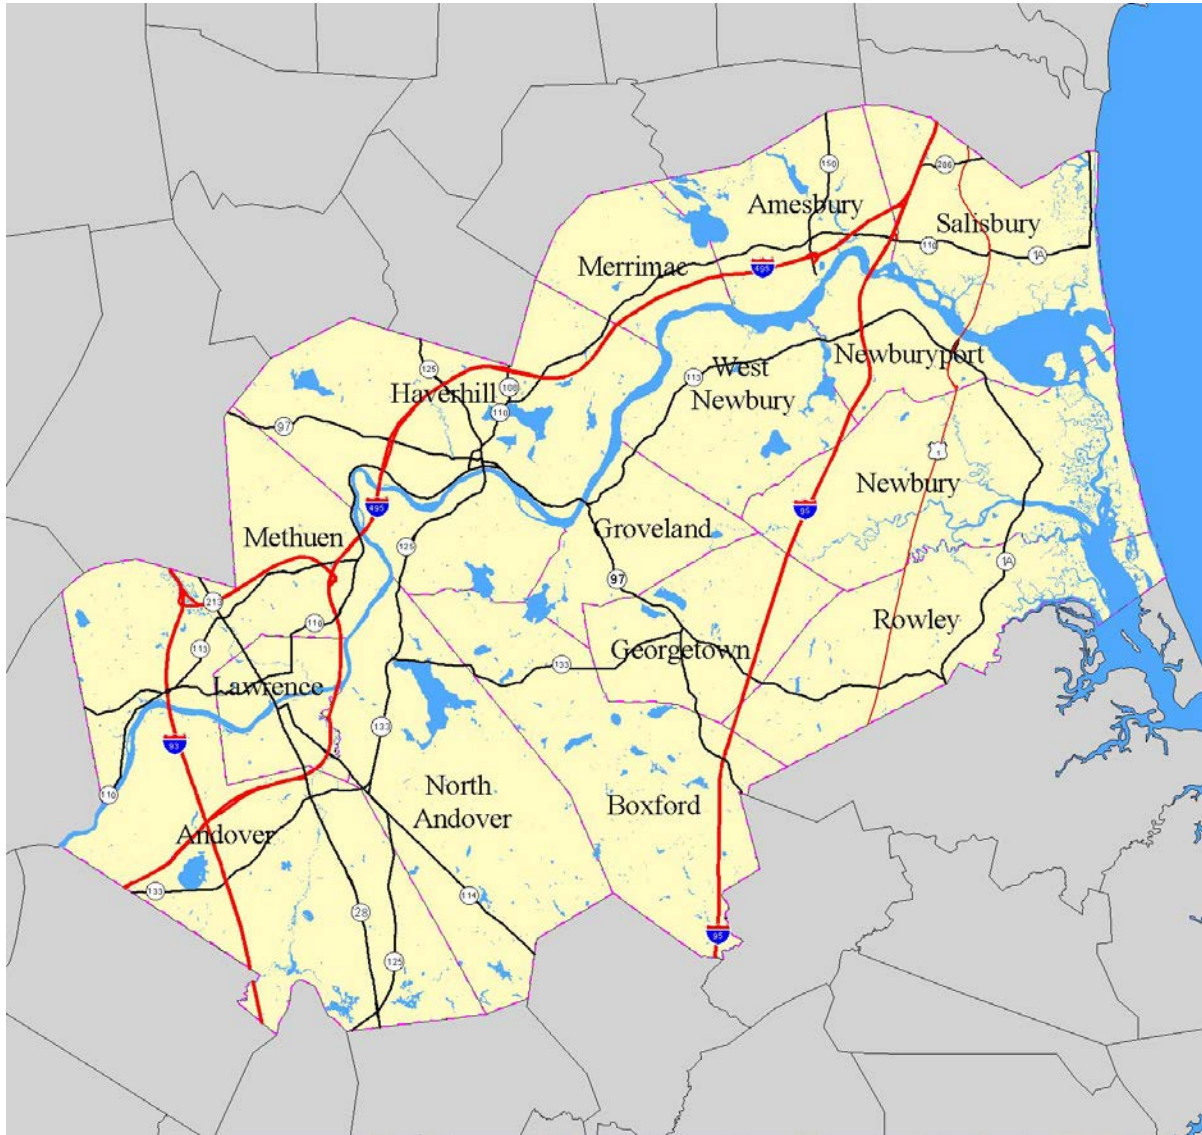 150
286
Amesbury
Salisbury
110
1A
Merrimac
495
125
108
Haverhill
110
West
Newbury
113
Newburyport
97
1
Newbury
95
495
Methuen
Groveland
125
97
1A
213
110
113
Rowley
Georgetown
133
Lawrence
133
93
110
North
Andover
Boxford
Andover
133
114
28
125
95